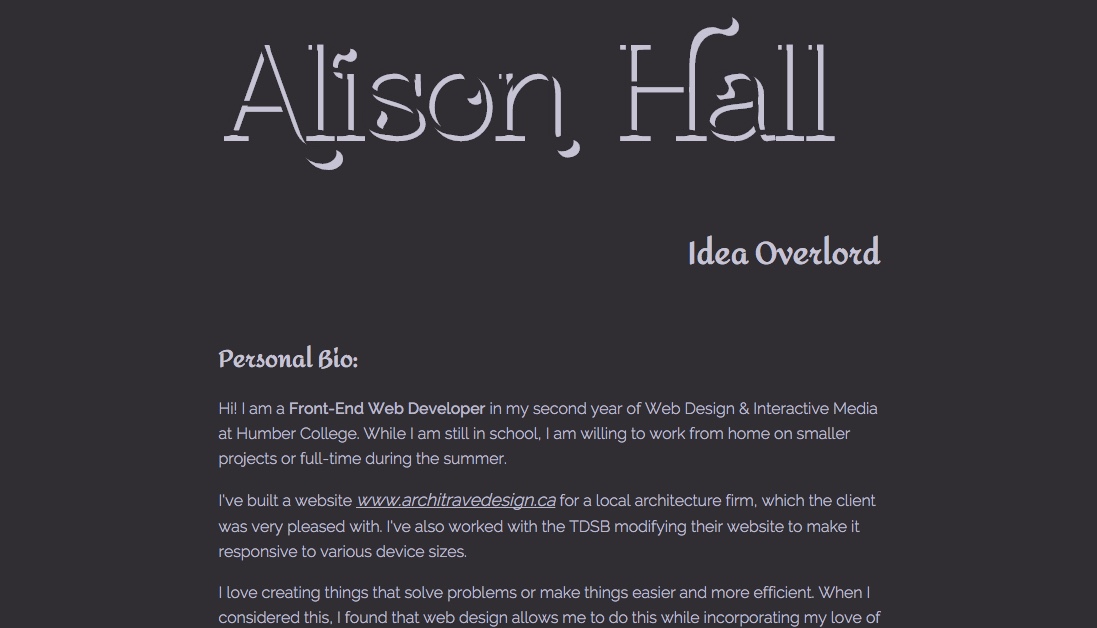 Alison Hall
Idea Overlord
Personal Bio:
Hi! I am a Front-End Web Developer in my second year of Web Design & Interactive Media
at Humber College. While I am still in school, I am willing to work from home on smaller
projects or full-time during the summer.
I've built a website www.architravedesign.ca for a local architecture firm, which the client
was very pleased with. I've also worked with the TDSB modifying their website to make it
responsive to various device sizes.
I love creating things that solve problems or make things easier and more efficient. When I
considered this, I found that web design allows me to do this while incorporating my love of